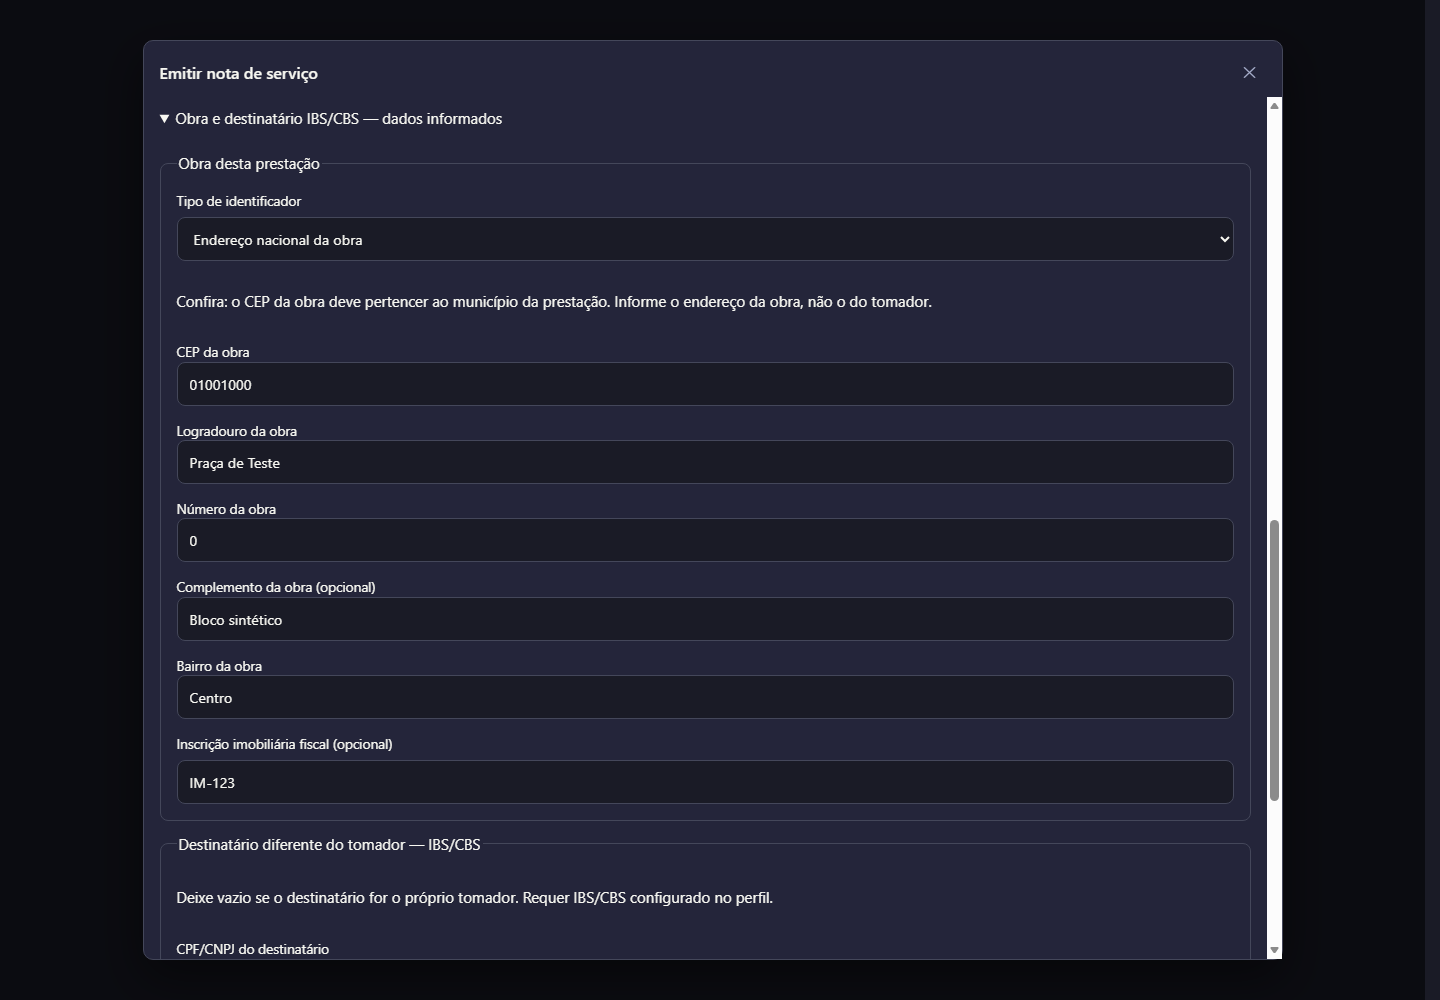 Emitir nota de serviço
▼ Obra e destinatário IBS/CBS — dados informados
Obra desta prestação
Tipo de identificador
Endereço nacional da obra
Confira: o CEP da obra deve pertencer ao município da prestação. Informe o endereço da obra, não o do tomador.
CEP da obra
01001000
Logradouro da obra
Praça de Teste
Número da obra
0
Complemento da obra (opcional)
Bloco sintético
Bairro da obra
Centro
Inscrição imobiliária fiscal (opcional)
IM-123
Destinatário diferente do tomador — IBS/CBS
Deixe vazio se o destinatário for o próprio tomador. Requer IBS/CBS configurado no perfil.
CPF/CNPJ do destinatário